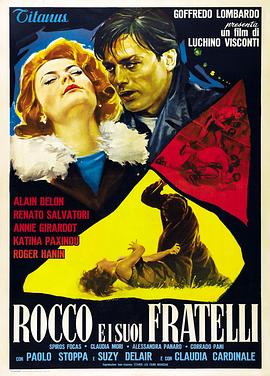 Titanus
GOFFREDO LOMBARDO
presenta
un film di
LUCHINO VISCONTI
ALAIN DELON
RENATO SALVATORI
ANNIE GIRARDOT
KATINA PAXINOU
ROGER HANIN
ROCCO E I SUOI FRATELLI
SPIROS FOCAS / CLAUDIA MORI / ALESSANDRA PANARO / CORRADO PANI
CON PAOLO STOPPA E SUZY DELAIR E CON CLAUDIA CARDINALE